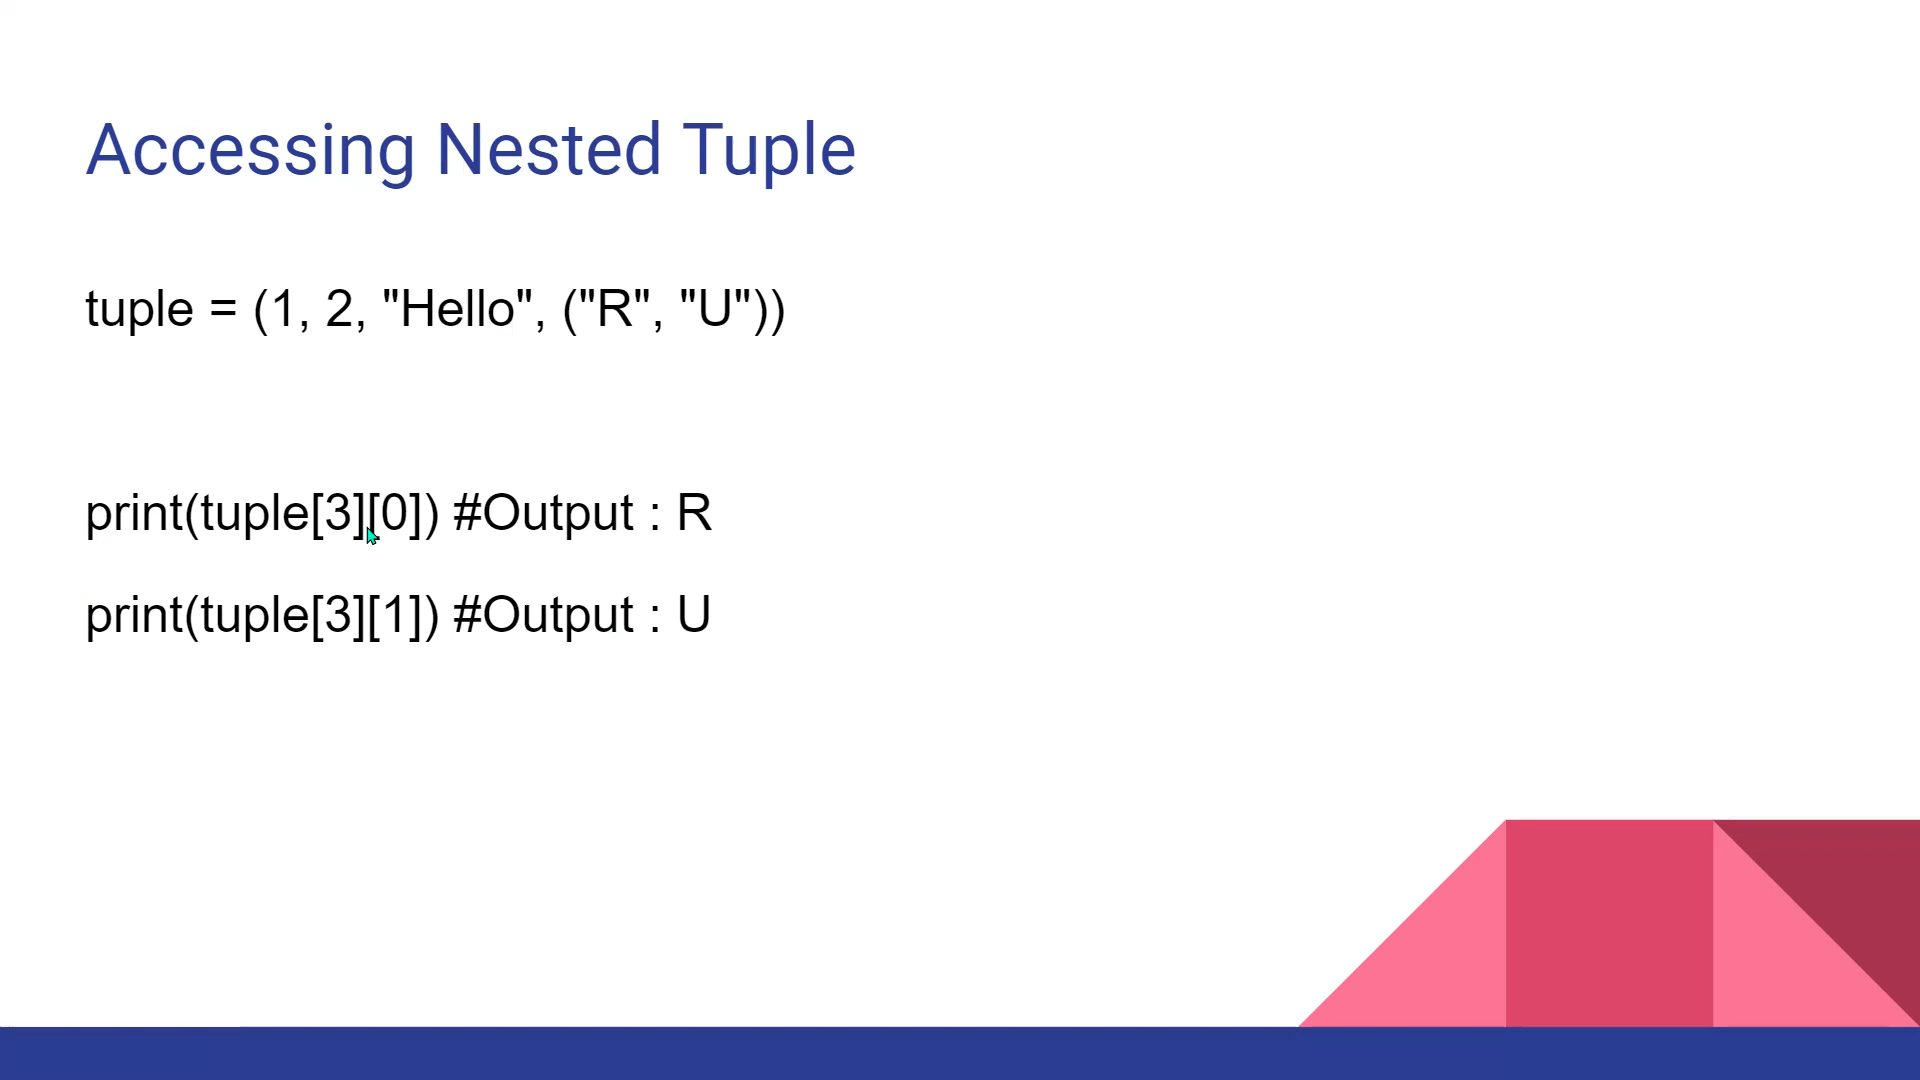 Accessing Nested Tuple
tuple = (1, 2, "Hello", ("R", "U"))
print(tuple[3][0]) #Output : R
print(tuple[3][1]) #Output : U